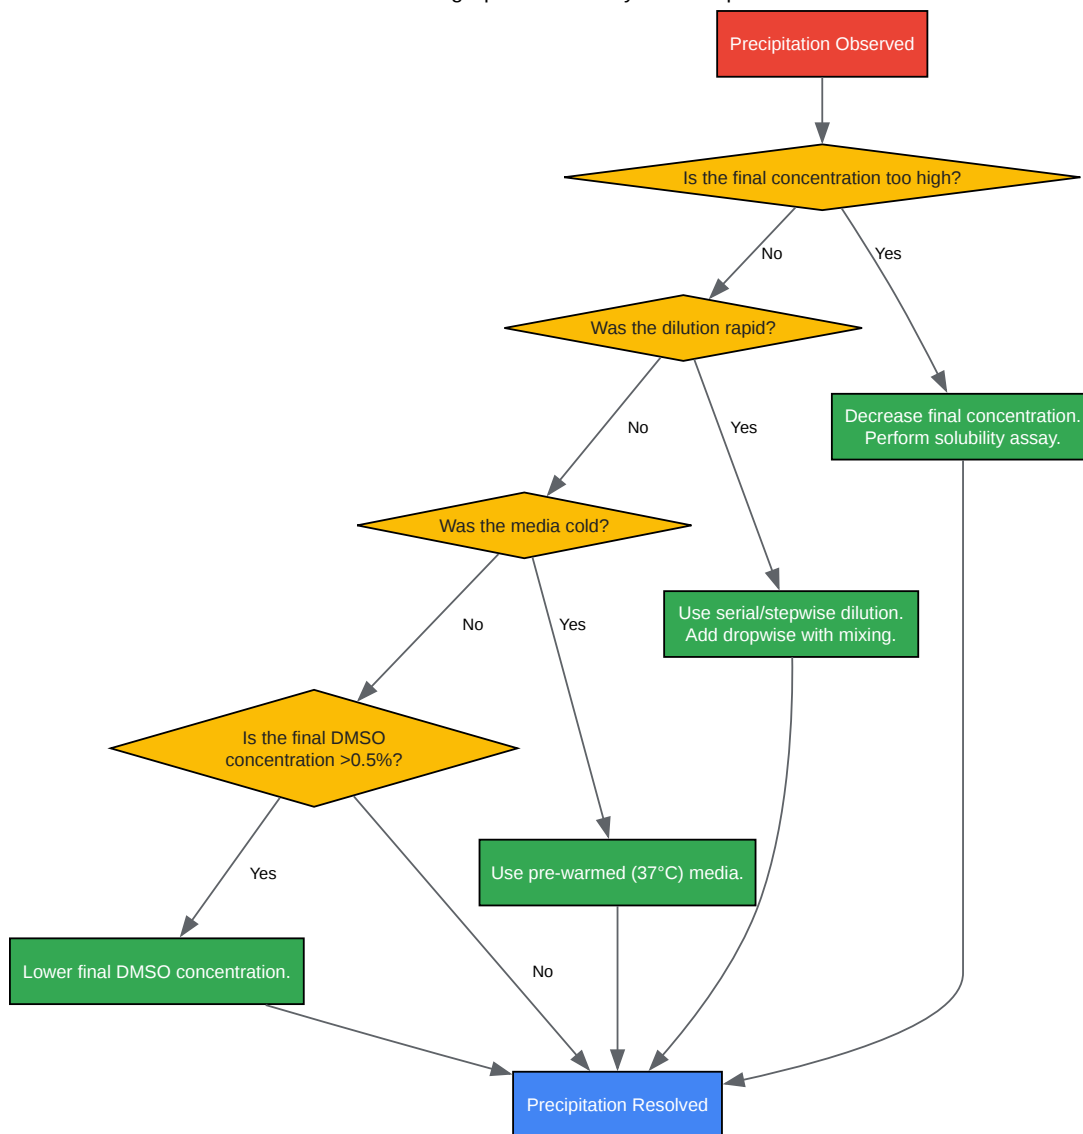 Precipitation Observed
Is the final concentration too high?
No
Yes
Was the dilution rapid?
Decrease final concentration.
Perform solubility assay.
No
Yes
Was the media cold?
Use serial/stepwise dilution.
Add dropwise with mixing.
No
Yes
Is the final DMSO
concentration >0.5%?
Use pre-warmed (37°C) media.
Yes
No
Lower final DMSO concentration.
Precipitation Resolved